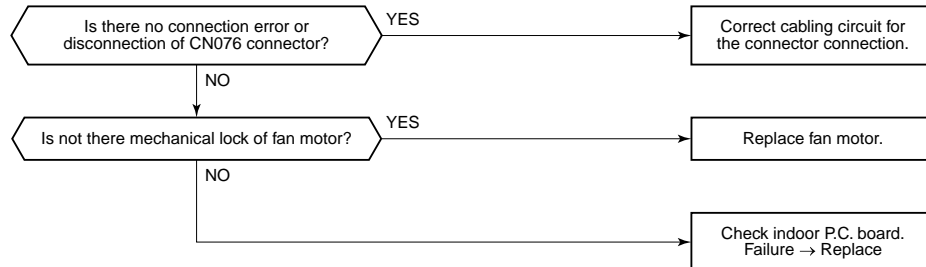 Is there no connection error or
disconnection of CN076 connector?
YES
Correct cabling circuit for
the connector connection.
NO
Is not there mechanical lock of fan motor?
YES
Replace fan motor.
NO
Check indoor P.C. board.
Failure → Replace